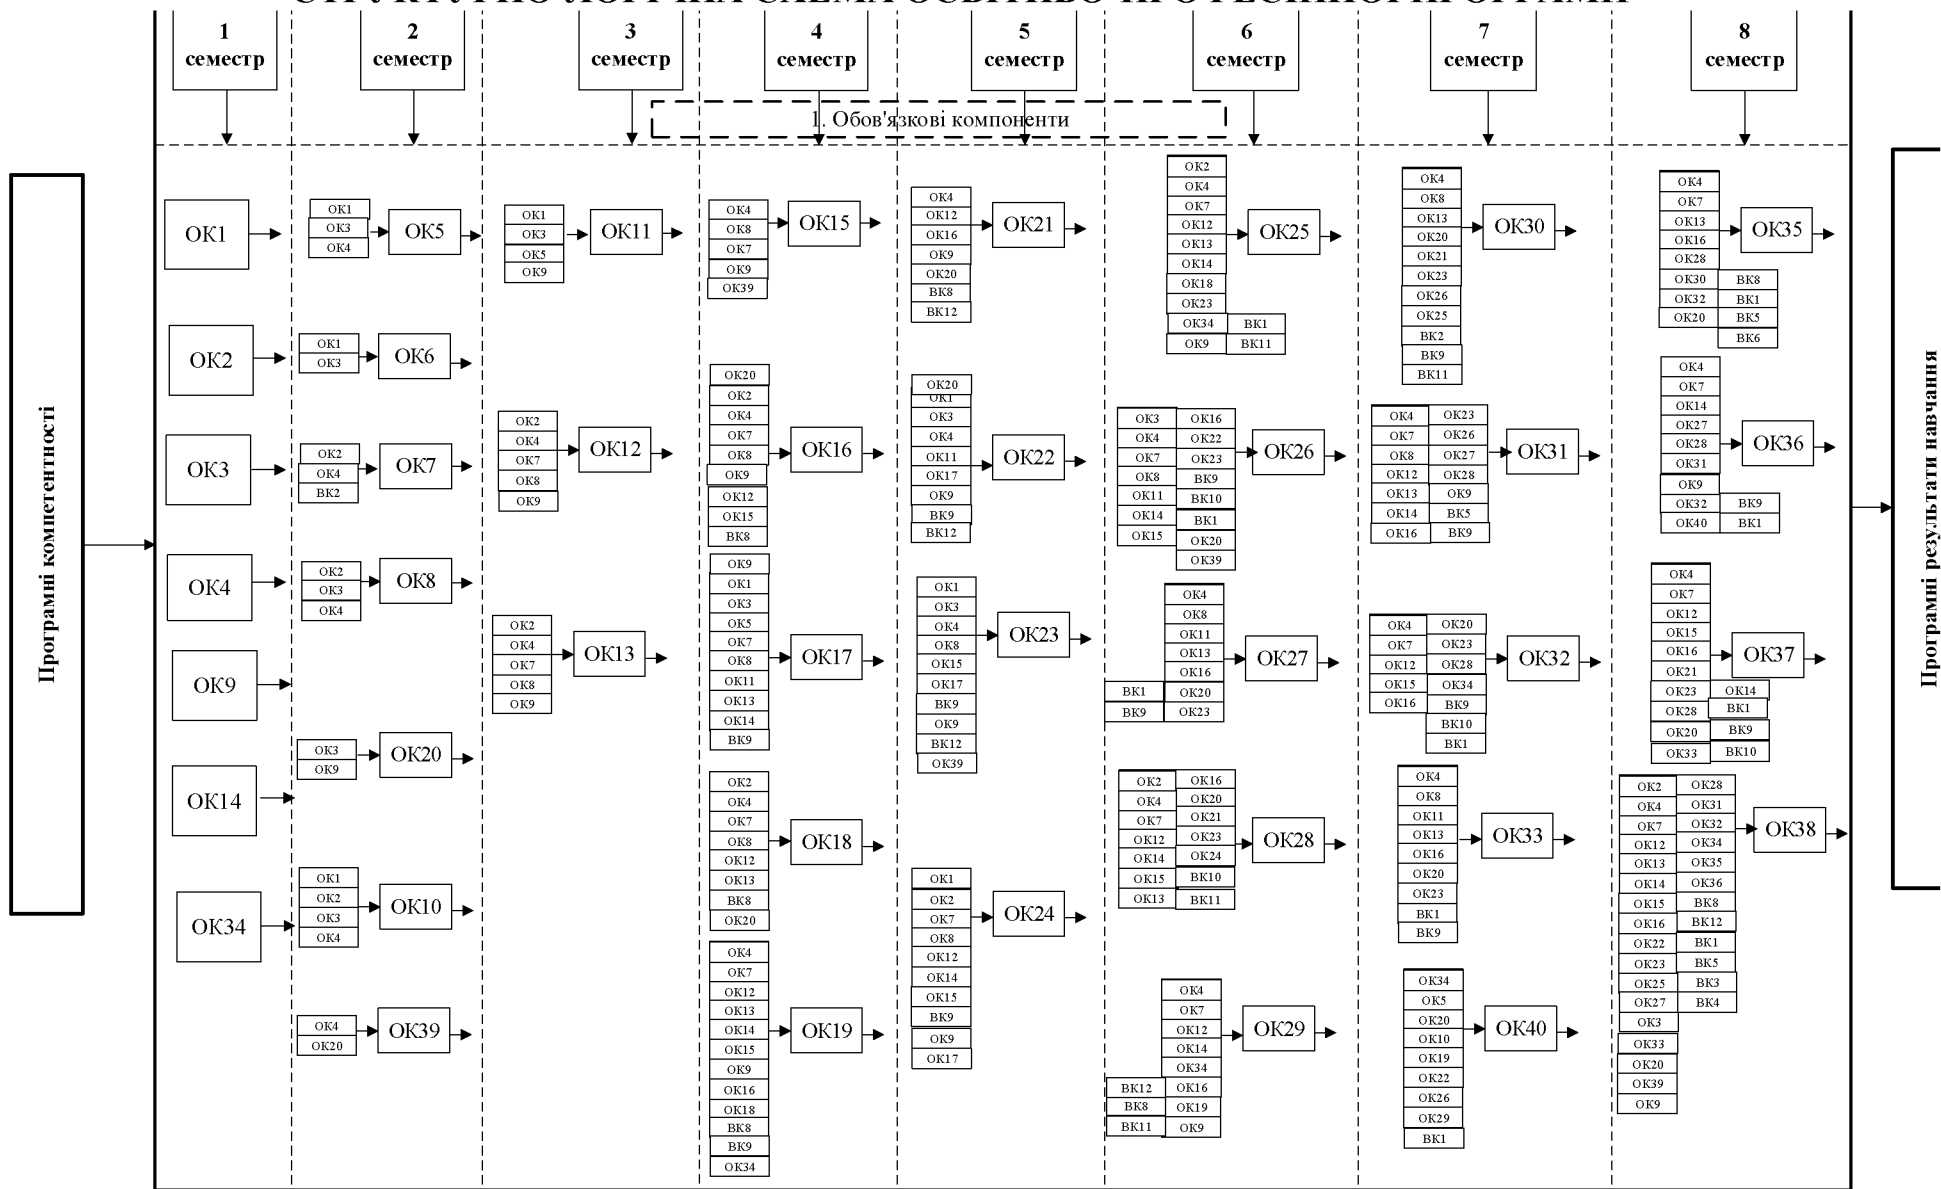 СТРУКТУРНО-ЛОГІЧНА СХЕМА ОСВІТНЬО-ПРОФЕСІЙНОЇ ПРОГРАМИ
1
семестр
2
семестр
3
семестр
4
семестр
5
семестр
6
семестр
7
семестр
8
семестр
1. Обов'язкові компоненти
Програмні компетентності
ОК1
ОК2
ОК3
ОК4
ОК9
ОК14
ОК34
ОК1
ОК3
ОК4
ОК5
ОК1
ОК3
ОК6
ОК2
ОК4
ВК2
ОК7
ОК2
ОК3
ОК4
ОК8
ОК3
ОК9
ОК20
ОК1
ОК2
ОК3
ОК4
ОК10
ОК4
ОК20
ОК39
ОК1
ОК3
ОК5
ОК9
ОК11
ОК2
ОК4
ОК7
ОК8
ОК9
ОК12
ОК2
ОК4
ОК7
ОК8
ОК9
ОК13
ОК4
ОК8
ОК7
ОК9
ОК39
ОК15
ОК20
ОК2
ОК4
ОК7
ОК8
ОК9
ОК12
ОК15
ВК8
ОК16
ОК9
ОК1
ОК3
ОК5
ОК7
ОК8
ОК11
ОК13
ОК14
ВК9
ОК17
ОК2
ОК4
ОК7
ОК8
ОК12
ОК13
ВК8
ОК20
ОК18
ОК4
ОК7
ОК12
ОК13
ОК14
ОК15
ОК9
ОК16
ОК18
ВК8
ВК9
ОК34
ОК19
ОК4
ОК12
ОК16
ОК9
ОК20
ВК8
ВК12
ОК21
ОК20
ОК1
ОК3
ОК4
ОК11
ОК17
ОК9
ВК9
ВК12
ОК22
ОК1
ОК3
ОК4
ОК8
ОК15
ОК17
ВК9
ОК9
ВК12
ОК39
ОК23
ОК1
ОК2
ОК7
ОК8
ОК12
ОК14
ОК15
ВК9
ОК9
ОК17
ОК24
ОК2
ОК4
ОК7
ОК12
ОК13
ОК14
ОК18
ОК23
ОК34 ВК1
ОК9 ВК11
ОК25
ОК3 ОК16
ОК4 ОК22
ОК7 ОК23
ОК8 ВК9
ОК11 ВК10
ОК14 ВК1
ОК15 ОК20
ОК39
ОК26
ОК4
ОК8
ОК11
ОК13
ОК16
ВК1 ОК20
ВК9 ОК23
ОК27
ОК2 ОК16
ОК4 ОК20
ОК7 ОК21
ОК12 ОК23
ОК14 ОК24
ОК15 ВК10
ОК13 ВК11
ОК28
ОК4
ОК7
ОК12
ОК14
ОК34
ВК12 ОК16
ВК8 ОК19
ВК11 ОК9
ОК29
ОК4
ОК8
ОК13
ОК20
ОК21
ОК23
ОК26
ОК25
ВК2
ВК9
ВК11
ОК30
ОК4 ОК23
ОК7 ОК26
ОК8 ОК27
ОК12 ОК28
ОК13 ОК9
ОК14 ВК5
ОК16 ВК9
ОК31
ОК4 ОК20
ОК7 ОК23
ОК12 ОК28
ОК15 ОК34
ОК16 ВК9
ВК10
ВК1
ОК32
ОК4
ОК8
ОК11
ОК13
ОК16
ОК20
ОК23
ВК1
ВК9
ОК33
ОК34
ОК5
ОК20
ОК10
ОК19
ОК22
ОК26
ОК29
ВК1
ОК40
ОК4
ОК7
ОК13
ОК16
ОК28
ОК30 ВК8
ОК32 ВК1
ОК20 ВК5
ВК6
ОК35
ОК4
ОК7
ОК14
ОК27
ОК28
ОК31
ОК9
ОК32 ВК9
ОК40 ВК1
ОК36
ОК4
ОК7
ОК12
ОК15
ОК16
ОК21
ОК23 ОК14
ОК28 ВК1
ОК20 ВК9
ОК33 ВК10
ОК37
ОК2 ОК28
ОК4 ОК31
ОК7 ОК32
ОК12 ОК34
ОК13 ОК35
ОК14 ОК36
ОК15 ВК8
ОК16 ВК12
ОК22 ВК1
ОК23 ВК5
ОК25 ВК3
ОК27 ВК4
ОК3
ОК33
ОК20
ОК39
ОК9
ОК38
Програмні результати навчання